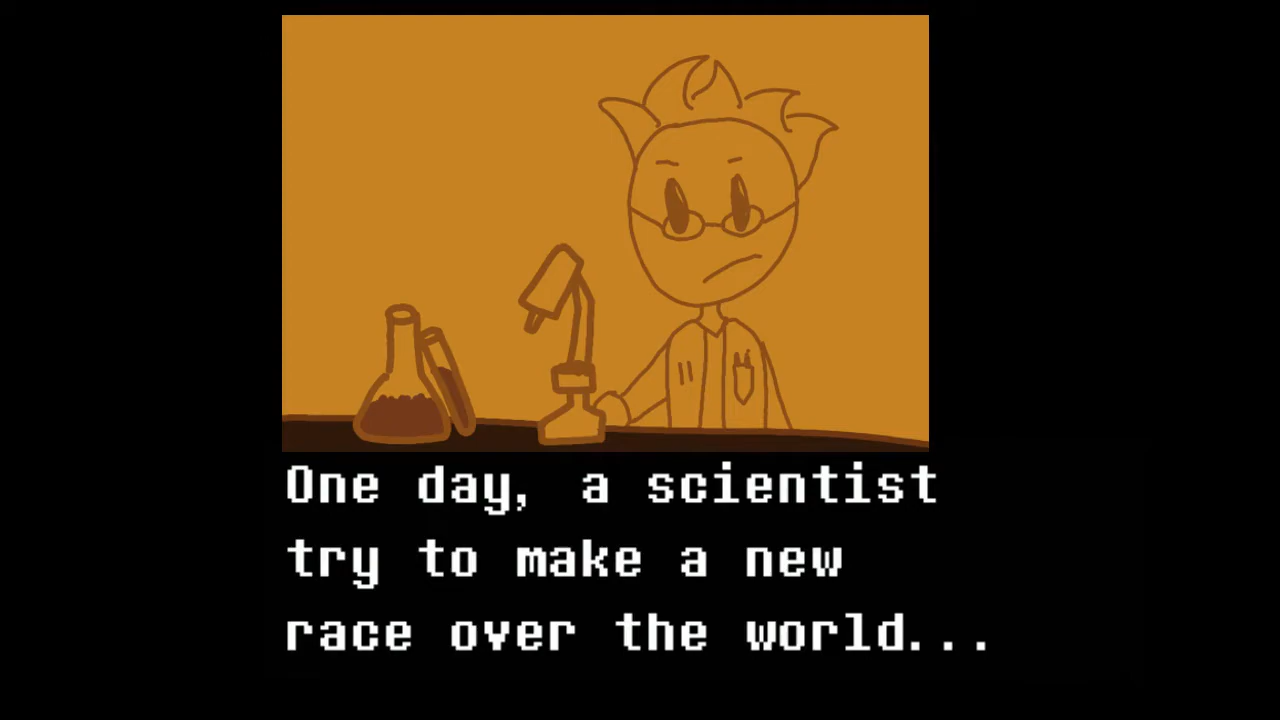 One day, a scientist
try to make a new
race over the world...